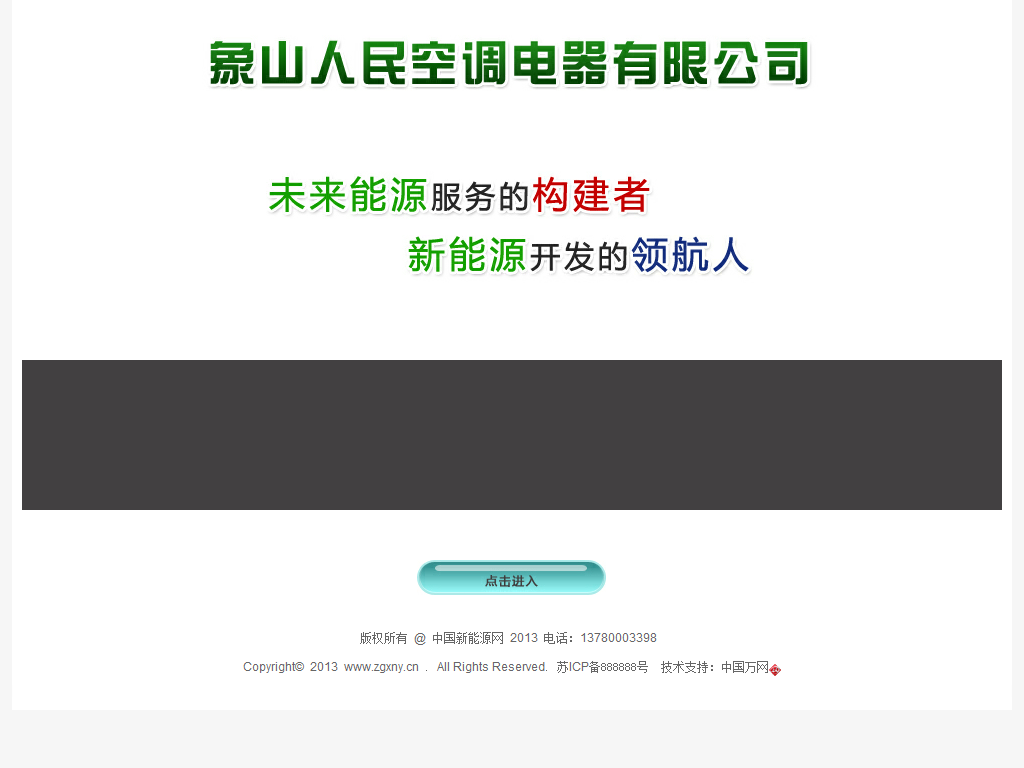 象山人民空调电器有限公司
未来能源服务的构建者
新能源开发的领航人
点击进入
版权所有 @ 中国新能源网 2013 电话：13780003398
Copyright© 2013 www.zgxny.cn . All Rights Reserved. 苏ICP备888888号 技术支持：中国万网